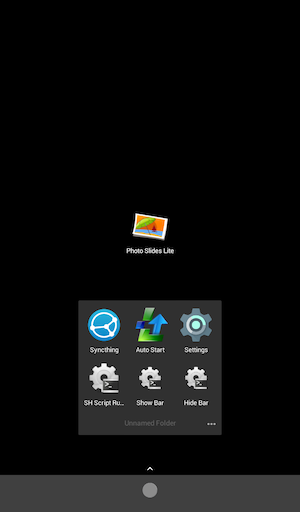 Photo Slides Lite
Syncthing
Auto Start
Settings
SH Script Ru...
Show Bar
Hide Bar
Unnamed Folder